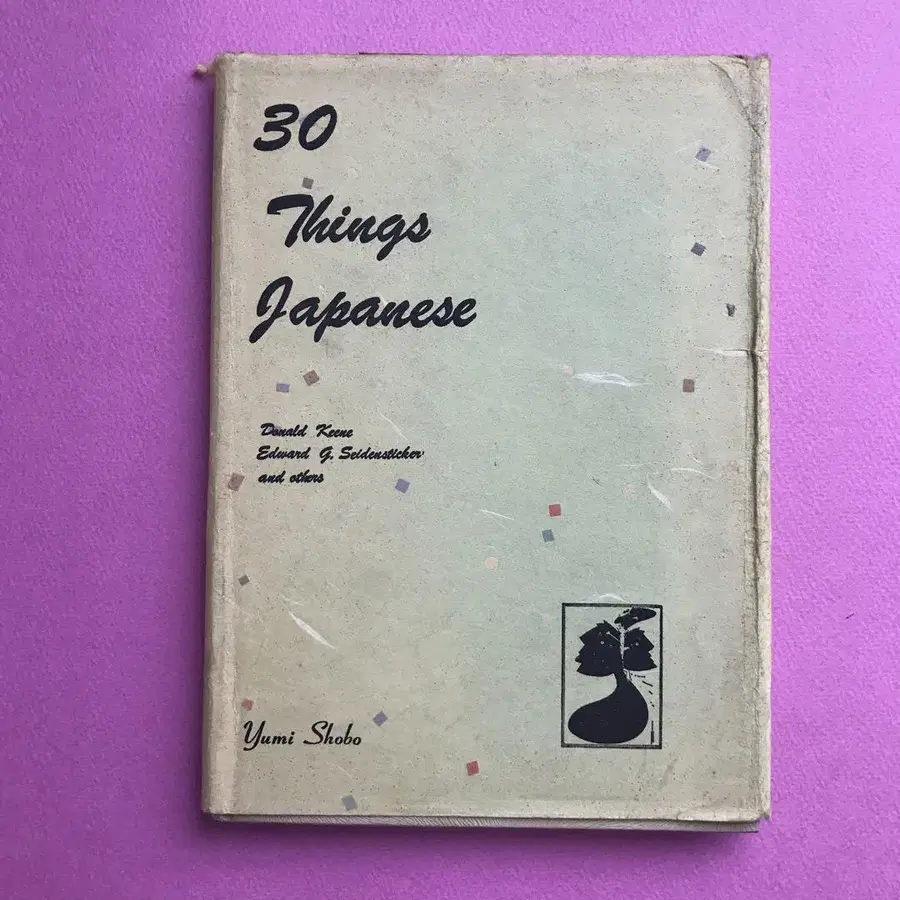 30
Things
Japanese
Donald Keene
Edward G. Seidensticker
and others
Yumi Shobo